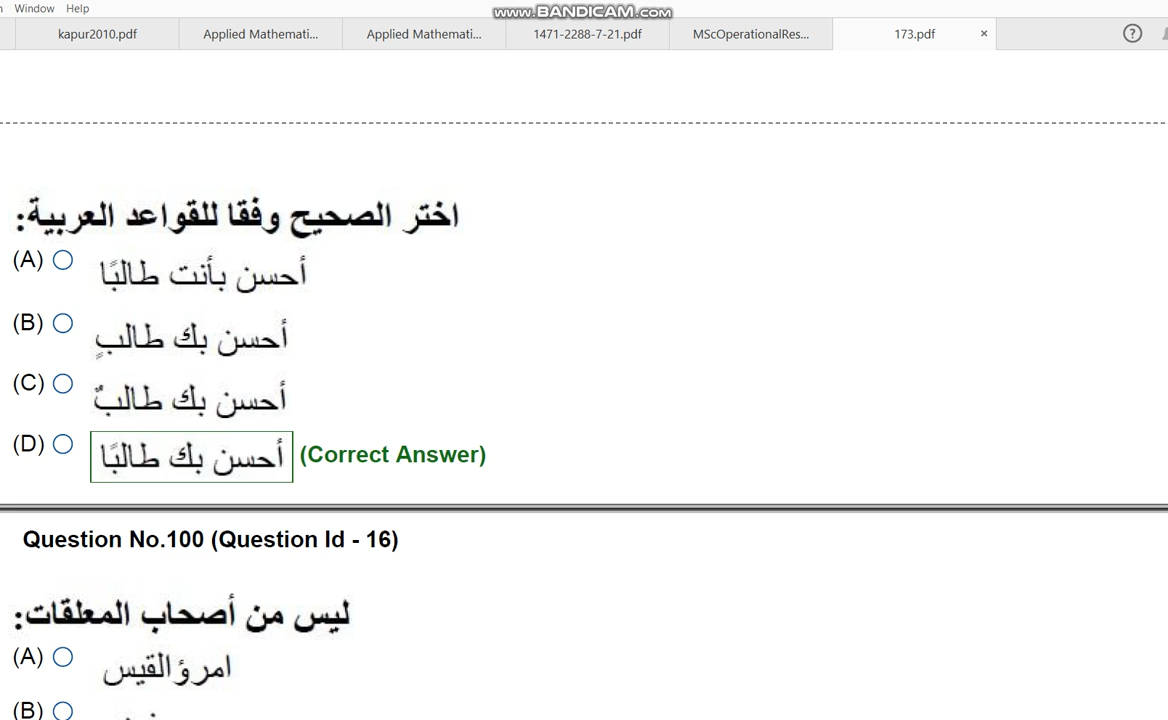 Window Help
www.BANDICAM.com
kapur2010.pdf Applied Mathemati... Applied Mathemati... 1471-2288-7-21.pdf MScOperationalRes... 173.pdf × ?
اختر الصحيح وفقا للقواعد العربية:
(A) أحسن بأنت طالبًا
(B) أحسن بك طالبٍ
(C) أحسن بك طالبٌ
(D) أحسن بك طالبًا (Correct Answer)
Question No.100 (Question Id - 16)
ليس من أصحاب المعلقات:
(A) امرؤالقيس
(B)